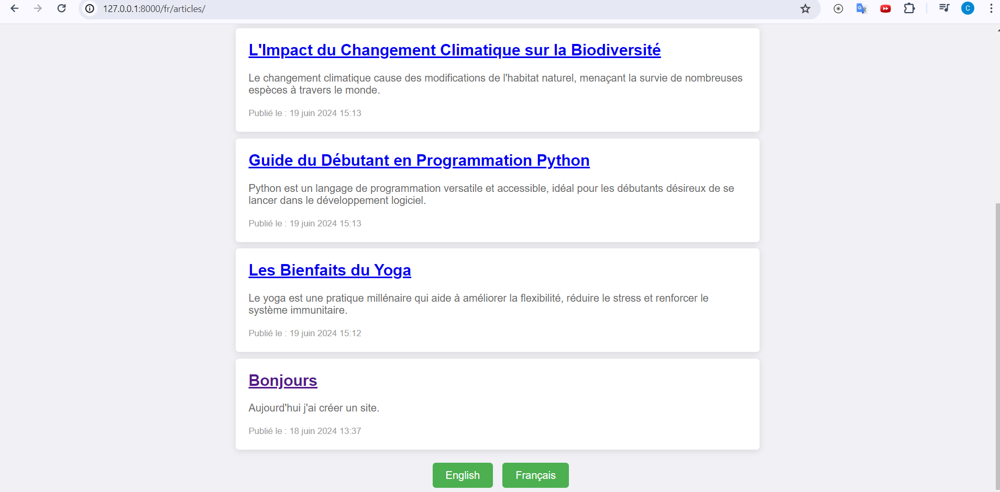 127.0.0.1:8000/fr/articles/
C
L'Impact du Changement Climatique sur la Biodiversité
Le changement climatique cause des modifications de l'habitat naturel, menaçant la survie de nombreuses
espèces à travers le monde.
Publié le : 19 juin 2024 15:13
Guide du Débutant en Programmation Python
Python est un langage de programmation versatile et accessible, idéal pour les débutants désireux de se
lancer dans le développement logiciel.
Publié le : 19 juin 2024 15:13
Les Bienfaits du Yoga
Le yoga est une pratique millénaire qui aide à améliorer la flexibilité, réduire le stress et renforcer le
système immunitaire.
Publié le : 19 juin 2024 15:12
Bonjours
Aujourd'hui j'ai créer un site.
Publié le : 18 juin 2024 13:37
English Français